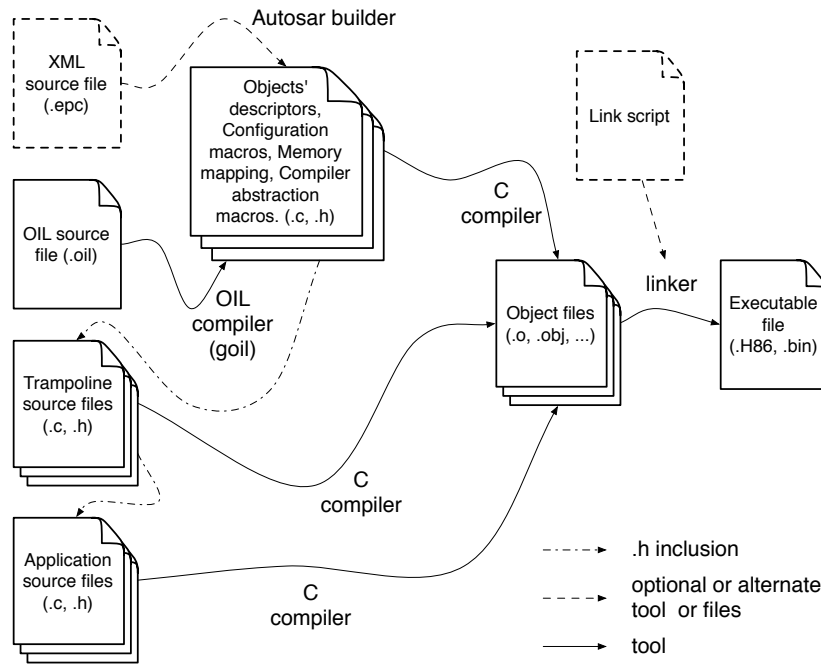 Autosar builder
XML
source file
(.epc)
Objects'
descriptors,
Configuration
macros, Memory
mapping, Compiler
abstraction
macros. (.c, .h)
Link script
C
compiler
OIL source
file (.oil)
OIL
compiler
(goil)
linker
Object files
(.o, .obj, ...)
Executable
file
(.H86, .bin)
Trampoline
source files
(.c, .h)
C
compiler
Application
source files
(.c, .h)
C
compiler
.h inclusion
optional or alternate
tool or files
tool